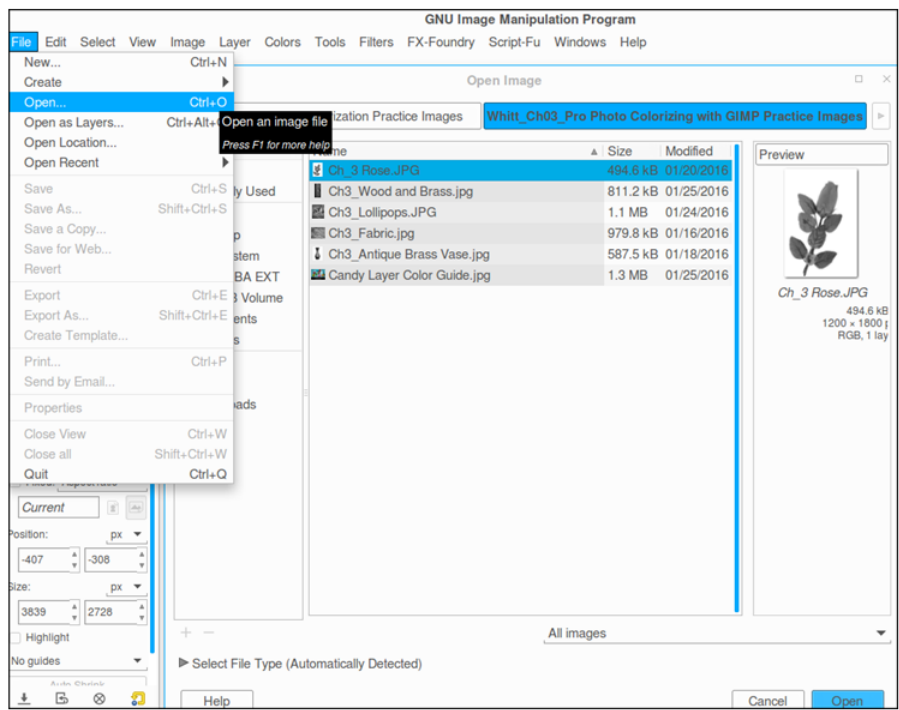 GNU Image Manipulation Program
File Edit Select View Image Layer Colors Tools Filters FX-Foundry Script-Fu Windows Help
New... Ctrl+N
Create
Open... Ctrl+O
Open as Layers... Ctrl+Alt+
Open Location...
Open Recent
Save Ctrl+S
Save As... Shift+Ctrl+S
Save a Copy...
Save for Web...
Revert
Export Ctrl+E
Export As... Shift+Ctrl+E
Create Template...
Print... Ctrl+P
Send by Email...
Properties
Close View Ctrl+W
Close all Shift+Ctrl+W
Quit Ctrl+Q
Open an image file
Press F1 for more help
Open Image
ization Practice Images Whitt_Ch03_Pro Photo Colorizing with GIMP Practice Images
Name Size Modified
Ch_3 Rose.JPG 494.6 kB 01/20/2016
Ch3_Wood and Brass.jpg 811.2 kB 01/25/2016
Ch3_Lollipops.JPG 1.1 MB 01/24/2016
Ch3_Fabric.jpg 979.8 kB 01/16/2016
Ch3_Antique Brass Vase.jpg 587.5 kB 01/18/2016
Candy Layer Color Guide.jpg 1.3 MB 01/25/2016
ly Used
p
stem
BA EXT
Volume
ents
s
ads
Preview
Ch_3 Rose.JPG
494.6 kB
1200 × 1800 p
RGB, 1 lay
Current
Position: px
-407 -308
Size: px
3839 2728
Highlight
No guides
Auto Shrink
All images
Select File Type (Automatically Detected)
Help Cancel Open